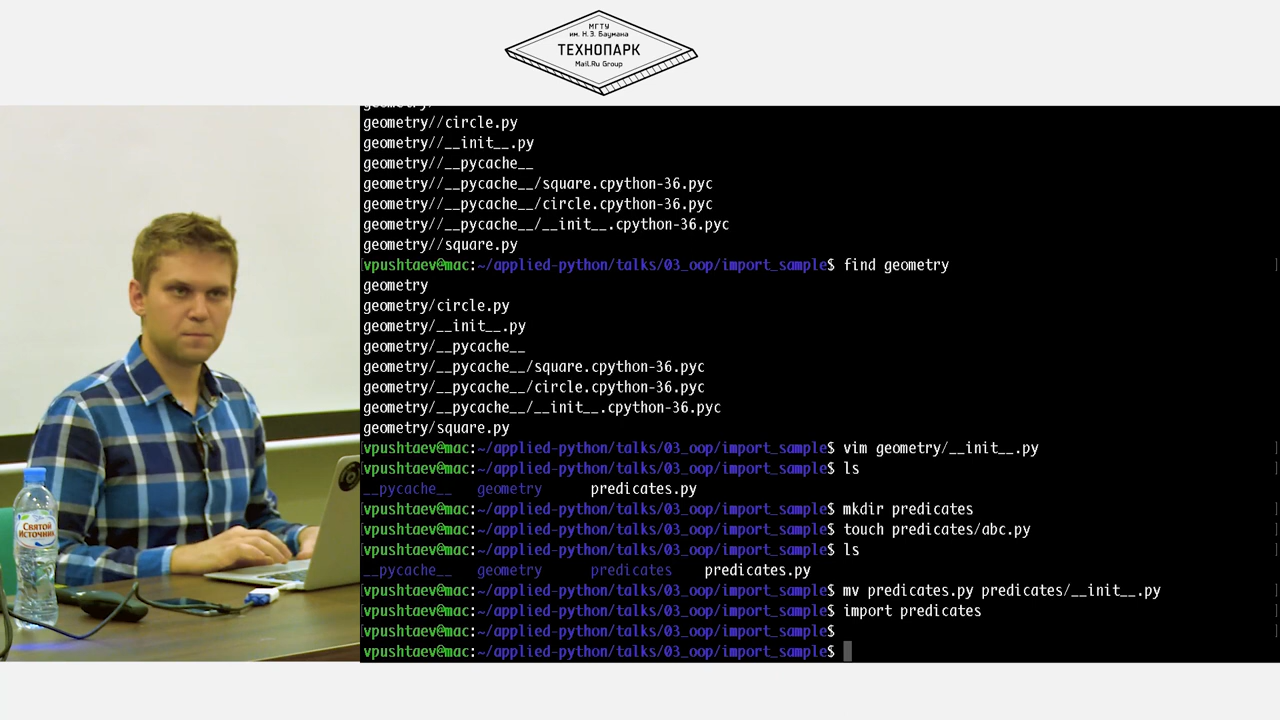 МГТУ
им. Н.Э. Баумана
ТЕХНОПАРК
Mail.Ru Group
geometry/
geometry//circle.py
geometry//__init__.py
geometry//__pycache__
geometry//__pycache__/square.cpython-36.pyc
geometry//__pycache__/circle.cpython-36.pyc
geometry//__pycache__/__init__.cpython-36.pyc
geometry//square.py
[vpushtaev@mac:~/applied-python/talks/03_oop/import_sample$ find geometry ]
geometry
geometry/circle.py
geometry/__init__.py
geometry/__pycache__
geometry/__pycache__/square.cpython-36.pyc
geometry/__pycache__/circle.cpython-36.pyc
geometry/__pycache__/__init__.cpython-36.pyc
geometry/square.py
[vpushtaev@mac:~/applied-python/talks/03_oop/import_sample$ vim geometry/__init__.py ]
[vpushtaev@mac:~/applied-python/talks/03_oop/import_sample$ ls ]
__pycache__ geometry predicates.py
[vpushtaev@mac:~/applied-python/talks/03_oop/import_sample$ mkdir predicates ]
[vpushtaev@mac:~/applied-python/talks/03_oop/import_sample$ touch predicates/abc.py ]
[vpushtaev@mac:~/applied-python/talks/03_oop/import_sample$ ls ]
__pycache__ geometry predicates predicates.py
[vpushtaev@mac:~/applied-python/talks/03_oop/import_sample$ mv predicates.py predicates/__init__.py ]
[vpushtaev@mac:~/applied-python/talks/03_oop/import_sample$ import predicates ]
[vpushtaev@mac:~/applied-python/talks/03_oop/import_sample$ ]
vpushtaev@mac:~/applied-python/talks/03_oop/import_sample$
СВЯТОЙ
ИСТОЧНИК